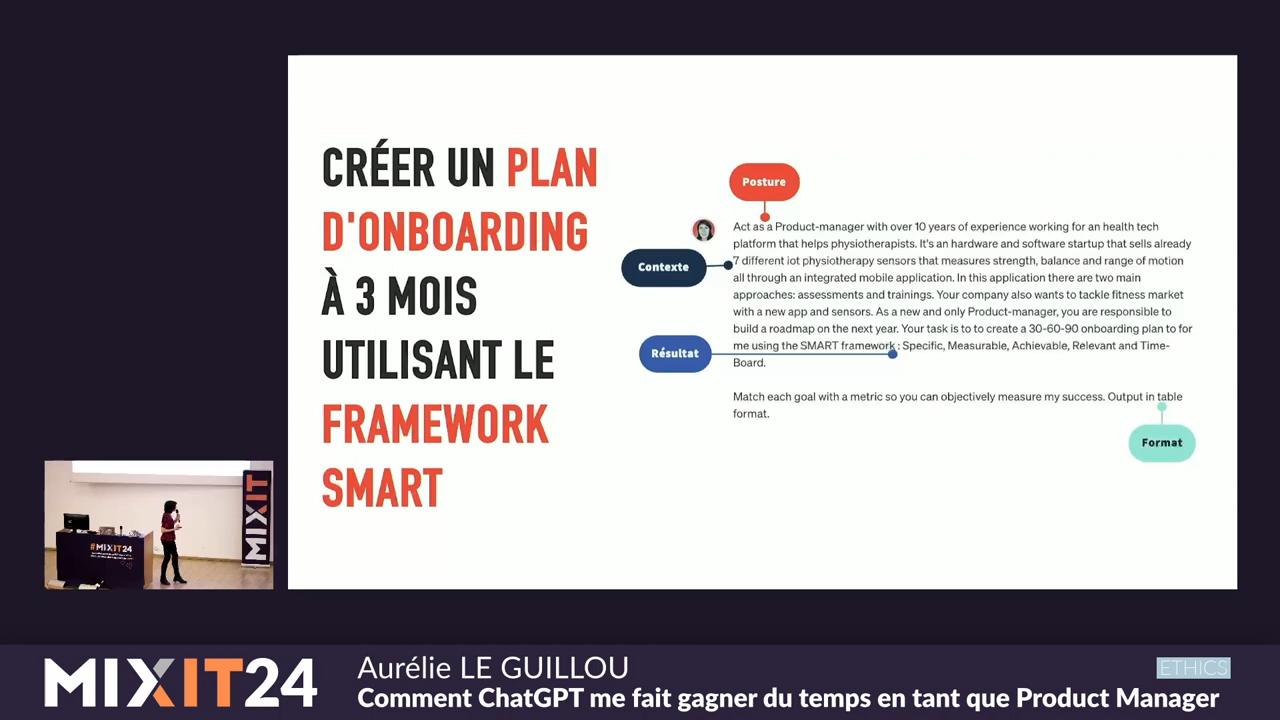 CRÉER UN PLAN
D'ONBOARDING
À 3 MOIS
UTILISANT LE
FRAMEWORK
SMART
Posture
Contexte
Résultat
Act as a Product-manager with over 10 years of experience working for an health tech
platform that helps physiotherapists. It's an hardware and software startup that sells already
7 different iot physiotherapy sensors that measures strength, balance and range of motion
all through an integrated mobile application. In this application there are two main
approaches: assessments and trainings. Your company also wants to tackle fitness market
with a new app and sensors. As a new and only Product-manager, you are responsible to
build a roadmap on the next year. Your task is to to create a 30-60-90 onboarding plan to for
me using the SMART framework : Specific, Measurable, Achievable, Relevant and Time-
Board.
Match each goal with a metric so you can objectively measure my success. Output in table
format.
Format
#MIXIT24
MIXIT
MIXIT24
Aurélie LE GUILLOU
Comment ChatGPT me fait gagner du temps en tant que Product Manager
ETHICS